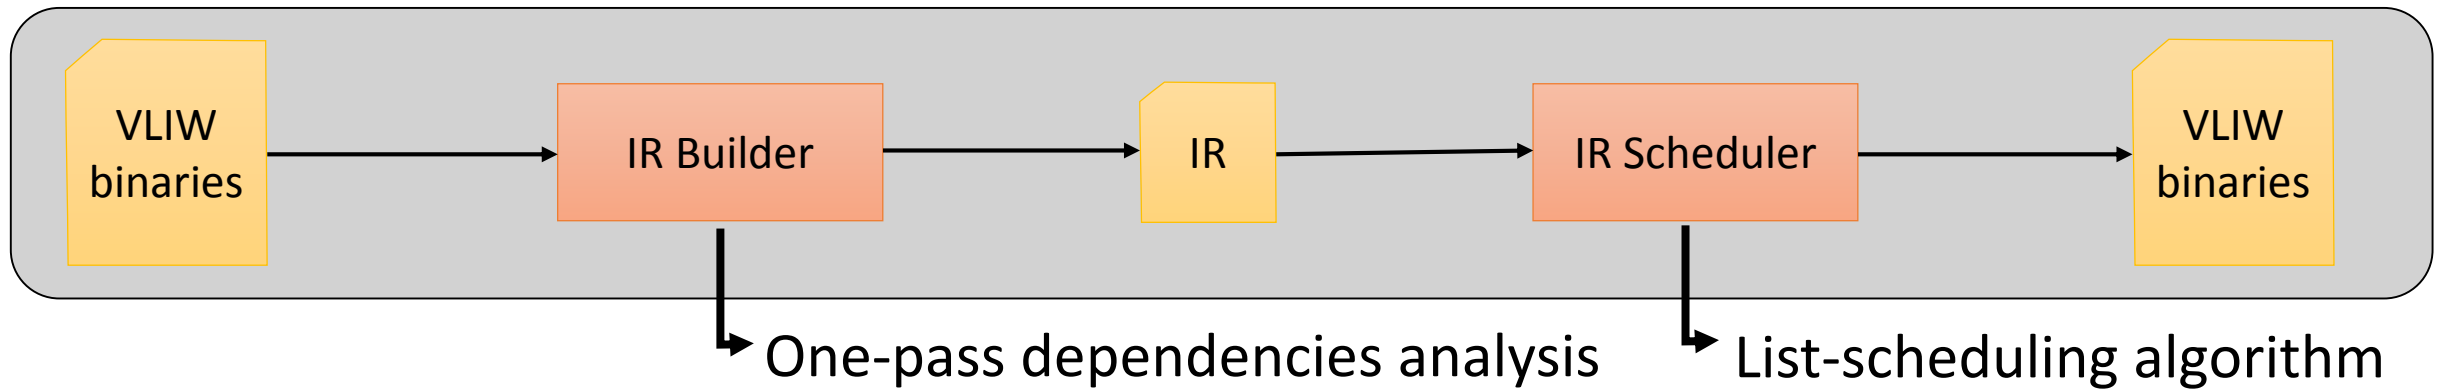 VLIW
binaries
IR Builder
IR
IR Scheduler
VLIW
binaries
One-pass dependencies analysis
List-scheduling algorithm